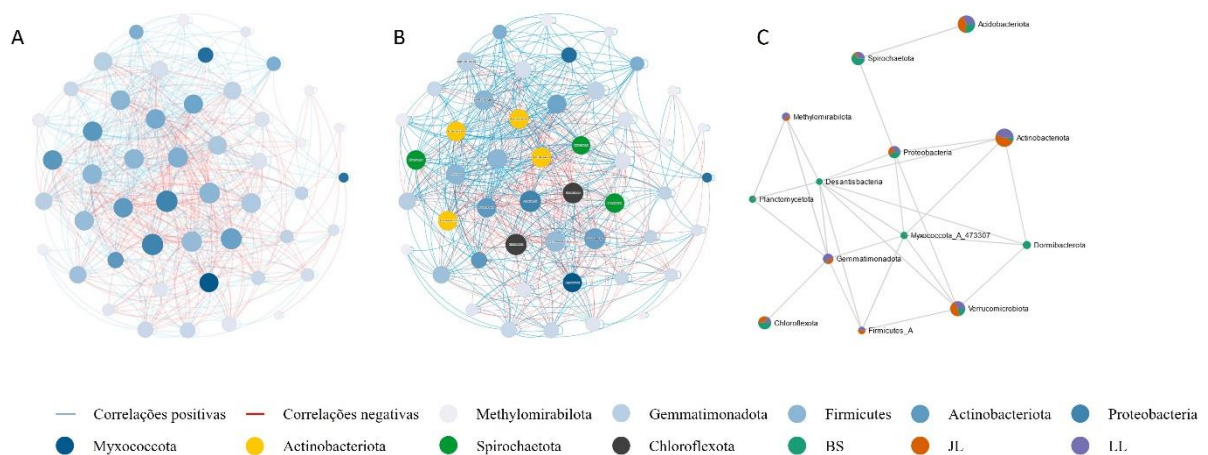 A
B
C
Acidobacteriota
Spirochaetota
Methylomirabilota
Actinobacteriota
Proteobacteria
Desantisbacteria
Planctomycetota
Myxococcota_A_473307
Dormibacterota
Gemmatimonadota
Verrucomicrobiota
Chloroflexota
Firmicutes_A
Correlações positivas Correlações negativas Methylomirabilota Gemmatimonadota Firmicutes Actinobacteriota Proteobacteria
Myxococcota Actinobacteriota Spirochaetota Chloroflexota BS JL LL